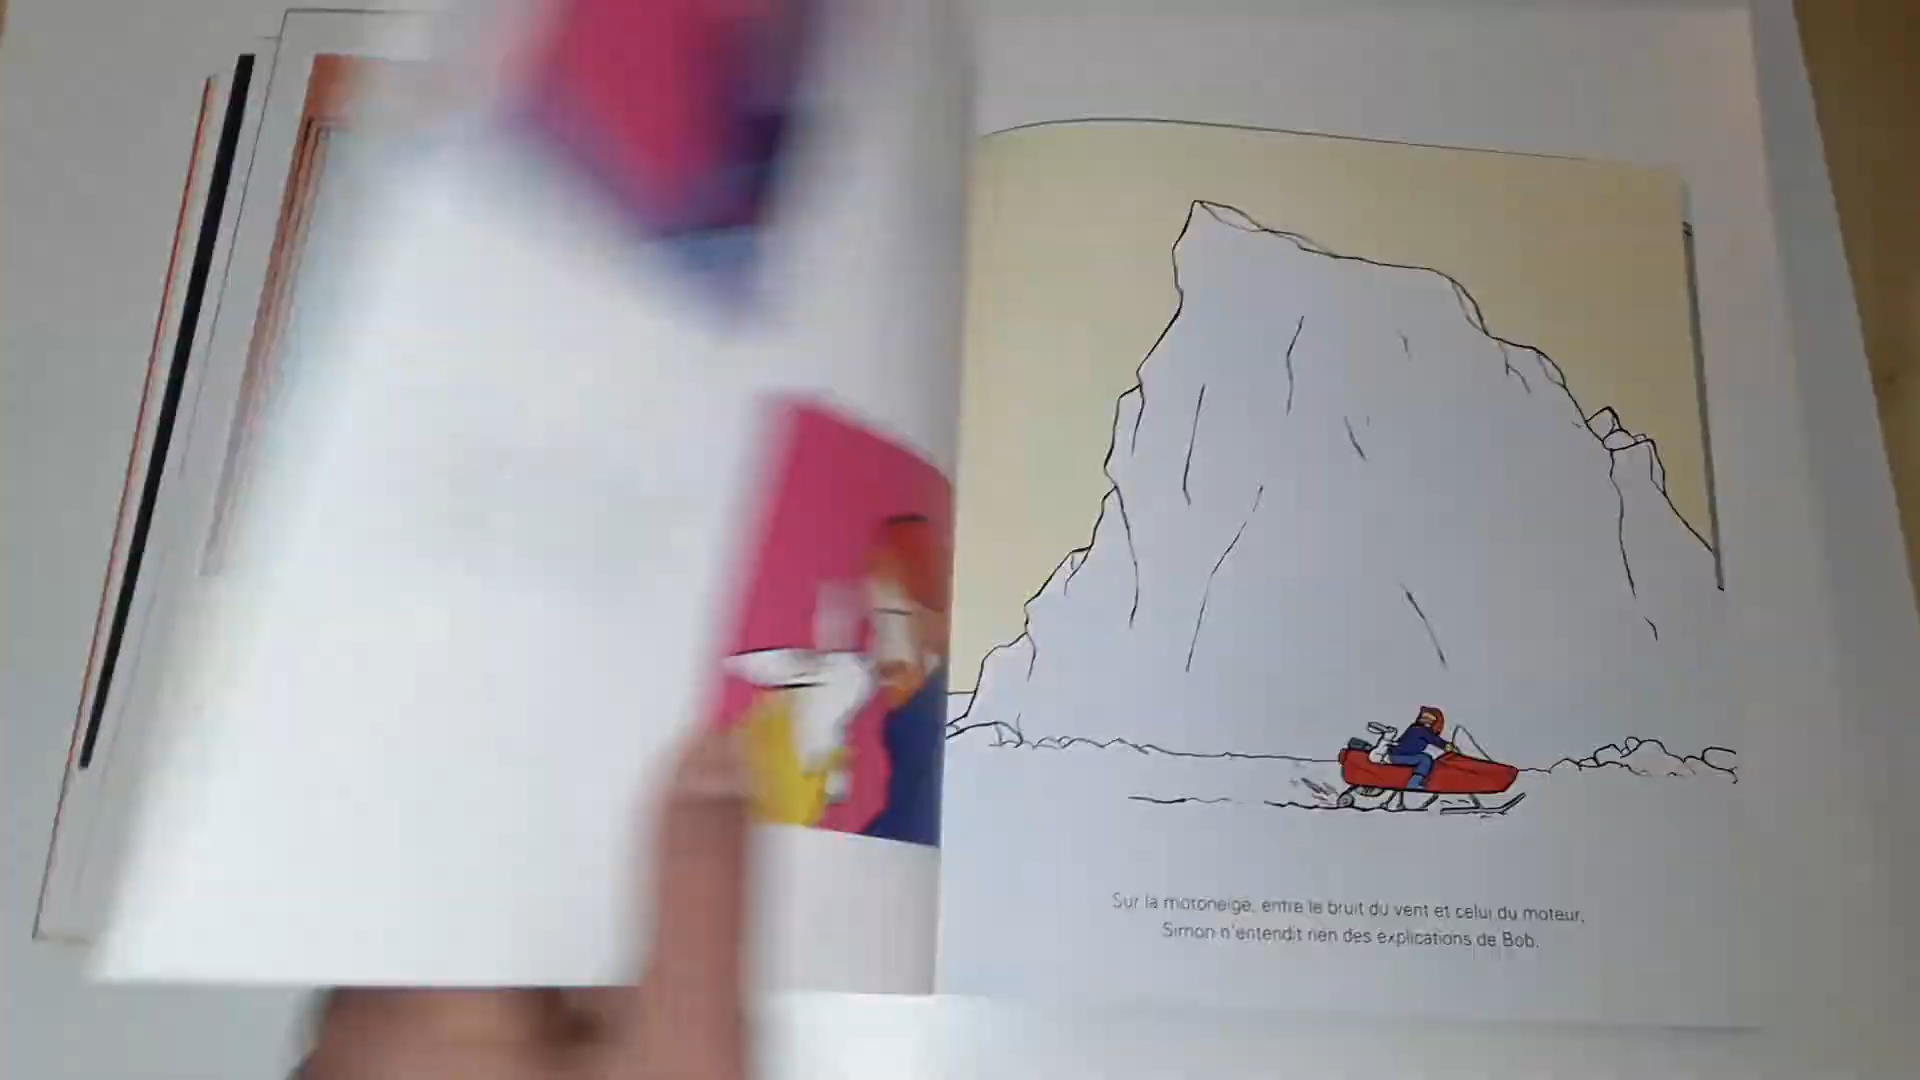 Sur la motoneige, entre le bruit du vent et celui du moteur,
Simon n'entendit rien des explications de Bob.